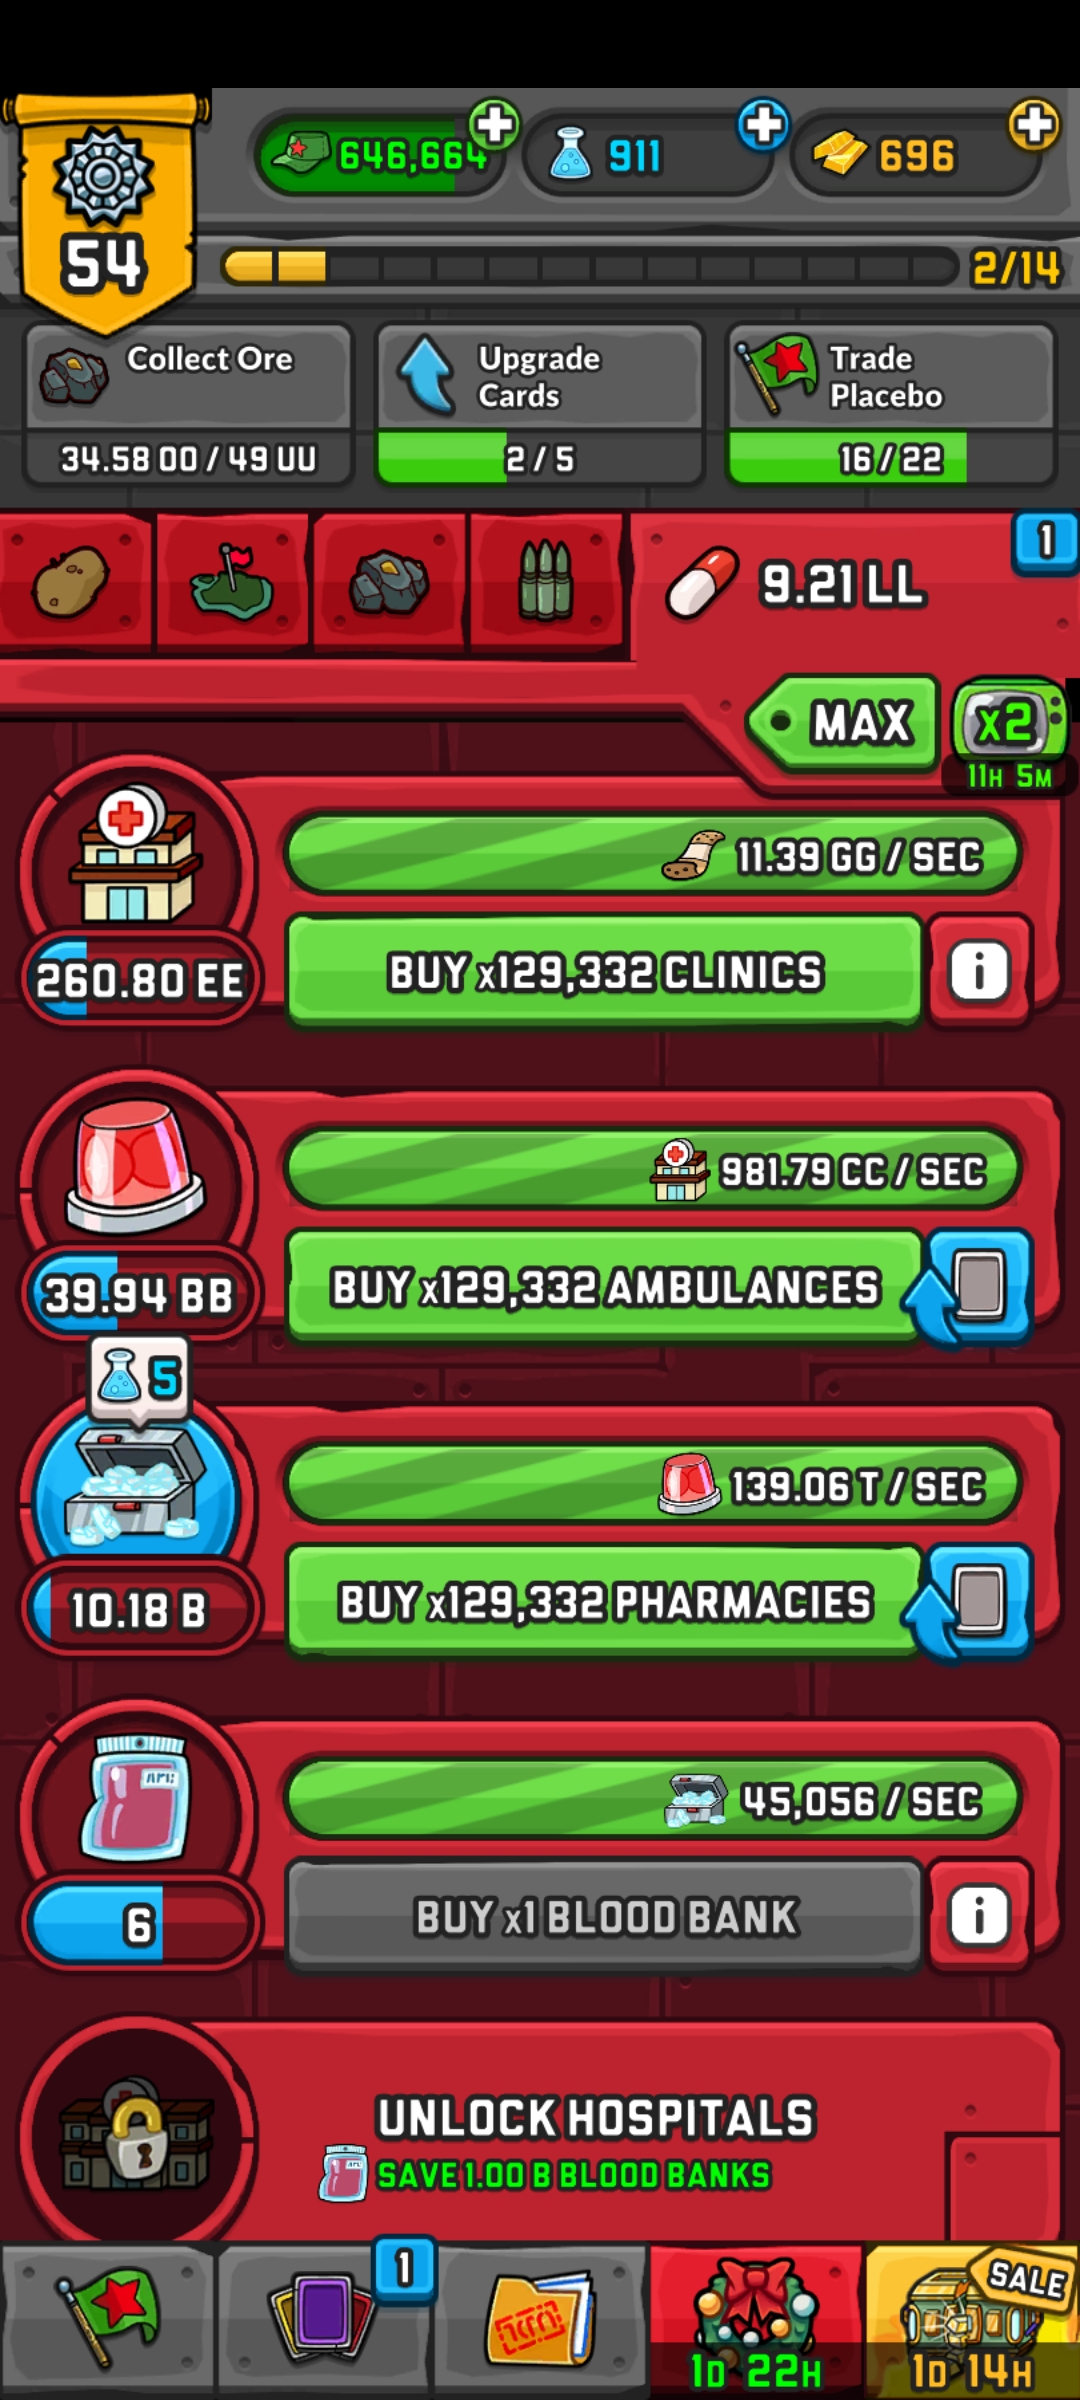 646,664
911
696
54
2/14
Collect Ore
Upgrade
Cards
Trade
Placebo
34.58 OO / 49 UU
2 / 5
16 / 22
9.21 LL
1
MAX
x2
11H 5M
11.39 GG / SEC
260.80 EE
BUY x129,332 CLINICS
i
981.79 CC / SEC
39.94 BB
BUY x129,332 AMBULANCES
5
139.06 T / SEC
10.18 B
BUY x129,332 PHARMACIES
45,056 / SEC
6
BUY x1 BLOOD BANK
i
UNLOCK HOSPITALS
SAVE 1.00 B BLOOD BANKS
1
SALE
1D 22H
1D 14H